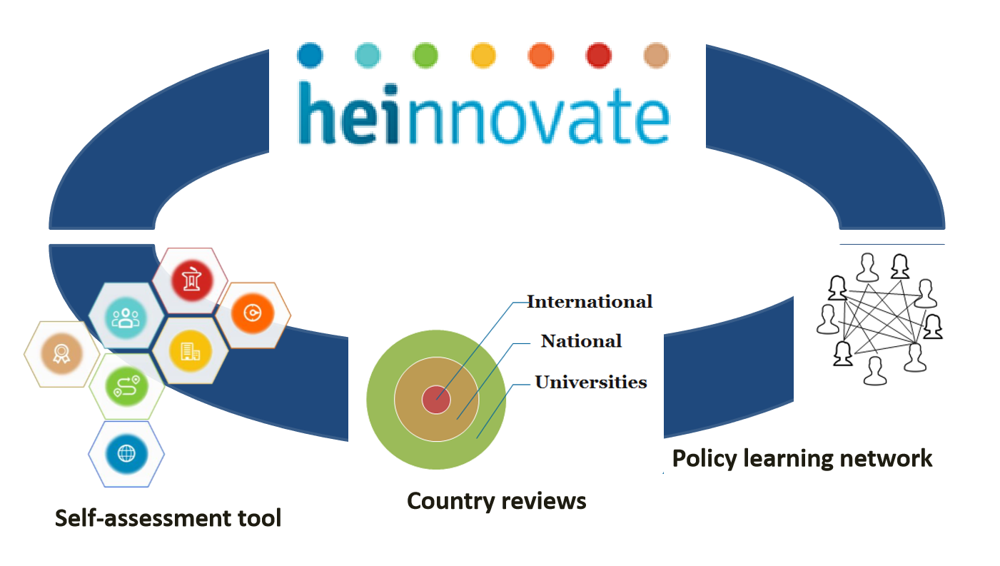 heinnovate
International
National
Universities
Policy learning network
Country reviews
Self-assessment tool